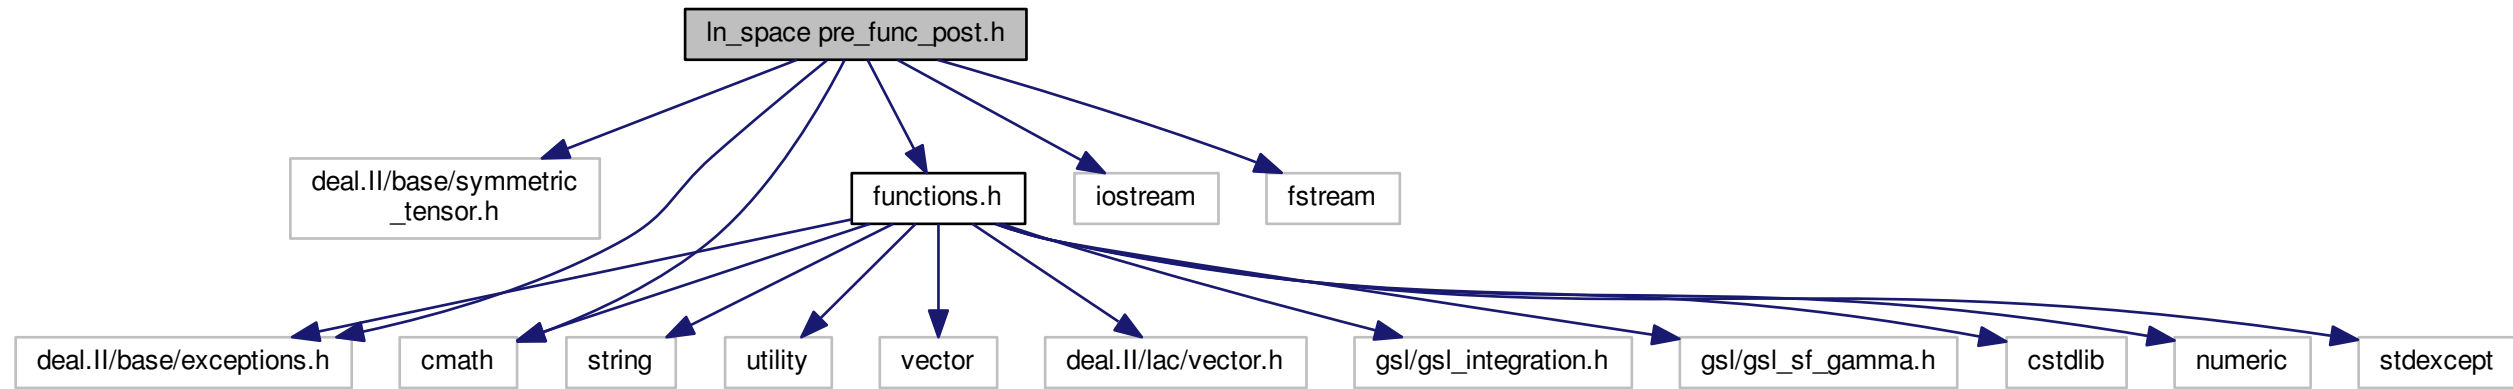 ln_space pre_func_post.h
deal.II/base/symmetric
_tensor.h
functions.h
iostream
fstream
deal.II/base/exceptions.h
cmath
string
utility
vector
deal.II/lac/vector.h
gsl/gsl_integration.h
gsl/gsl_sf_gamma.h
cstdlib
numeric
stdexcept